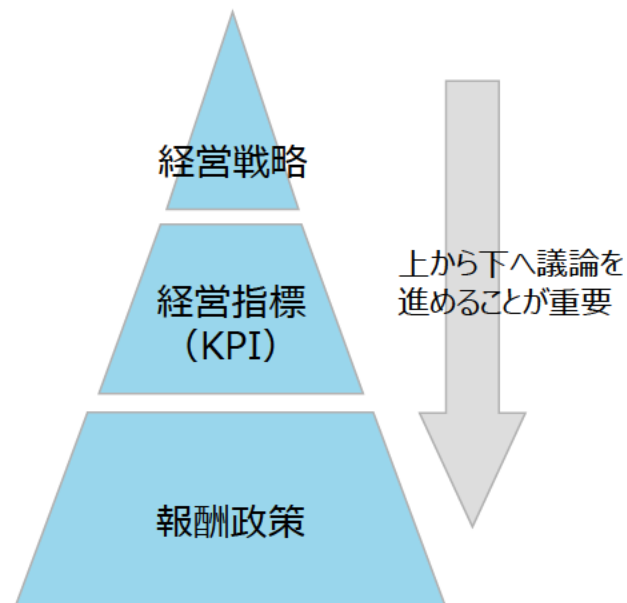 経営戦略
経営指標
（KPI）
上から下へ議論を
進めることが重要
報酬政策